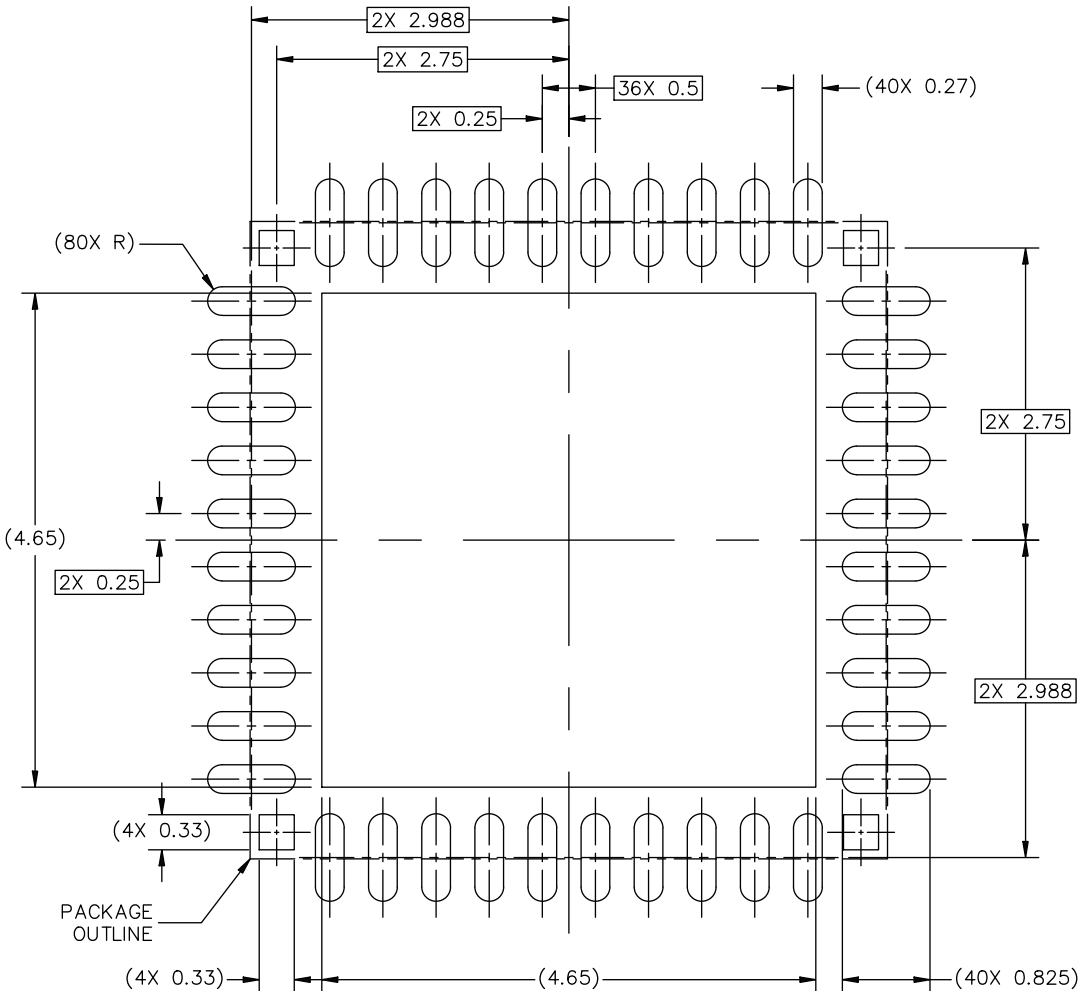 2X 2.988
2X 2.75
36X 0.5
(40X 0.27)
2X 0.25
(80X R)
2X 2.75
(4.65)
2X 0.25
2X 2.988
(4X 0.33)
PACKAGE
OUTLINE
(4X 0.33)
(4.65)
(40X 0.825)